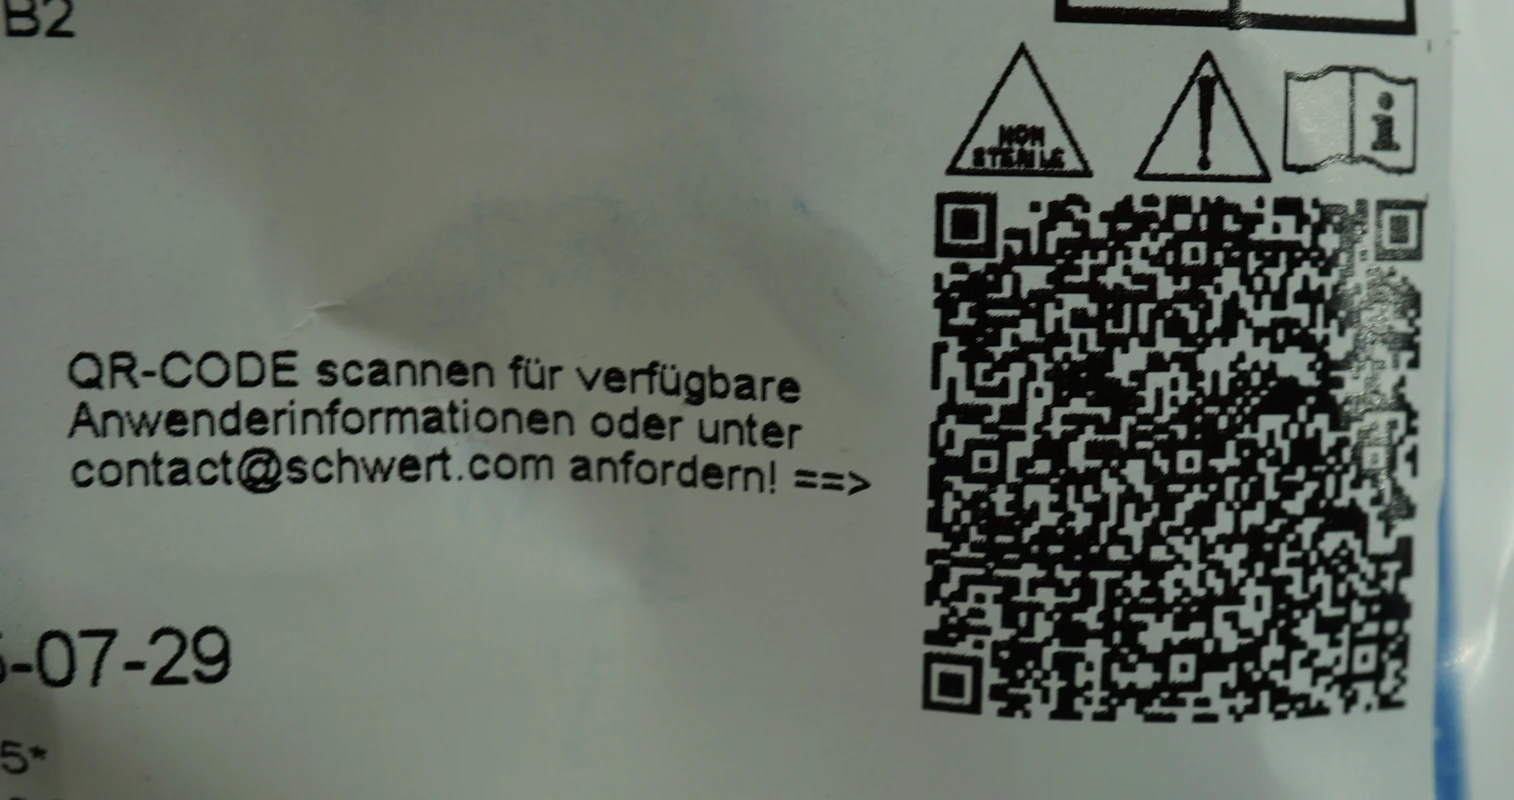 B2
NON
STERILE
QR-CODE scannen für verfügbare
Anwenderinformationen oder unter
contact@schwert.com anfordern! ==>
-07-29
5*